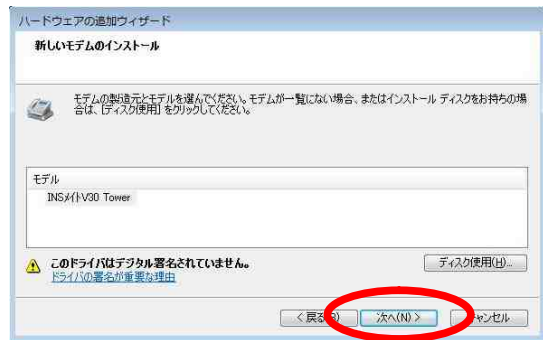 ハードウェアの追加ウィザード
新しいモデムのインストール
モデムの製造元とモデルを選んでください。モデムが一覧にない場合、またはインストール ディスクをお持ちの場
合は、[ディスク使用] をクリックしてください。
モデル
INSメイトV30 Tower
このドライバはデジタル署名されていません。
ディスク使用(H)...
ドライバの署名が重要な理由
次へ(N) >